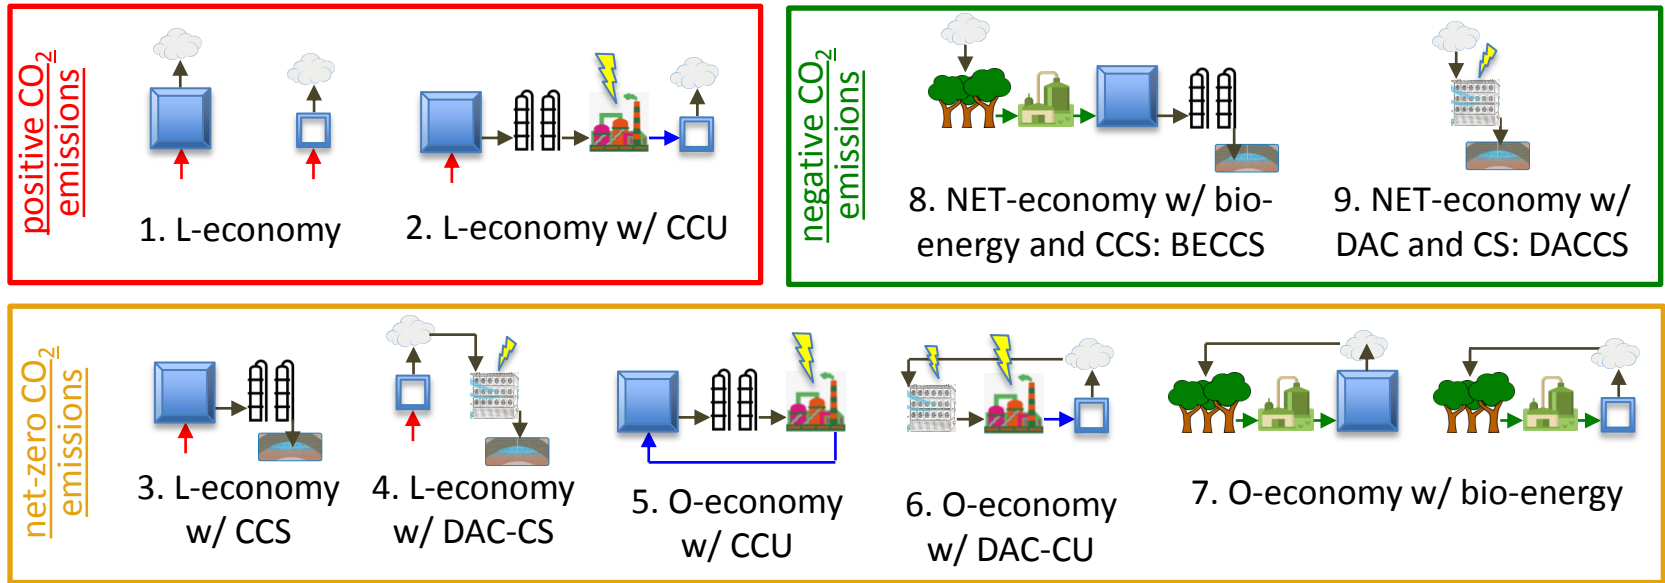 positive CO2
emissions
1. L-economy
2. L-economy w/ CCU
negative CO2
emissions
8. NET-economy w/ bio-
energy and CCS: BECCS
9. NET-economy w/
DAC and CS: DACCS
net-zero CO2
emissions
3. L-economy
w/ CCS
4. L-economy
w/ DAC-CS
5. O-economy
w/ CCU
6. O-economy
w/ DAC-CU
7. O-economy w/ bio-energy